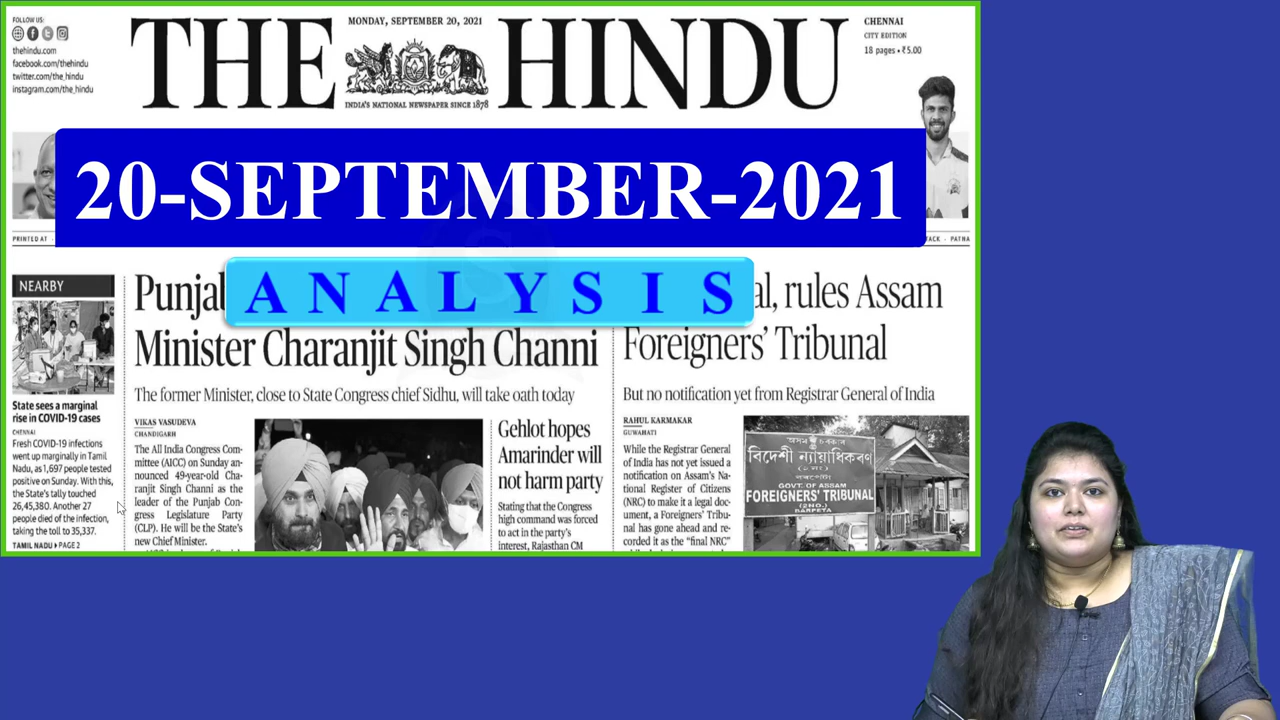 FOLLOW US:
thehindu.com
facebook.com/thehindu
twitter.com/the_hindu
instagram.com/the_hindu
MONDAY, SEPTEMBER 20, 2021
THE HINDU
INDIA'S NATIONAL NEWSPAPER SINCE 1878
CHENNAI
CITY EDITION
18 pages • ₹5.00
20-SEPTEMBER-2021
PRINTED AT
PATNA
ANALYSIS
NEARBY
State sees a marginal
rise in COVID-19 cases
CHENNAI
Fresh COVID-19 infections
went up marginally in Tamil
Nadu, as 1,697 people tested
positive on Sunday. With this,
the State's tally touched
26,45,380. Another 27
people died of the infection,
taking the toll to 35,337.
TAMIL NADU ▸ PAGE 2
Minister Charanjit Singh Channi
The former Minister, close to State Congress chief Sidhu, will take oath today
VIKAS VASUDEVA
CHANDIGARH
The All India Congress Com-
mittee (AICC) on Sunday an-
nounced 49-year-old Cha-
ranjit Singh Channi as the
leader of the Punjab Con-
gress Legislature Party
(CLP). He will be the State's
new Chief Minister.
Gehlot hopes
Amarinder will
not harm party
Stating that the Congress
high command was forced
to act in the party's
interest, Rajasthan CM
rules Assam
Foreigners' Tribunal
But no notification yet from Registrar General of India
RAHUL KARMAKAR
GUWAHATI
While the Registrar General
of India has not yet issued a
notification on Assam's Na-
tional Register of Citizens
(NRC) to make it a legal doc-
ument, a Foreigners' Tribu-
nal has gone ahead and re-
corded it as the "final NRC"
বিদেশী ন্যায়াধিকৰণ
GOVT. OF ASSAM
FOREIGNERS' TRIBUNAL
(2ND.)
BARPETA